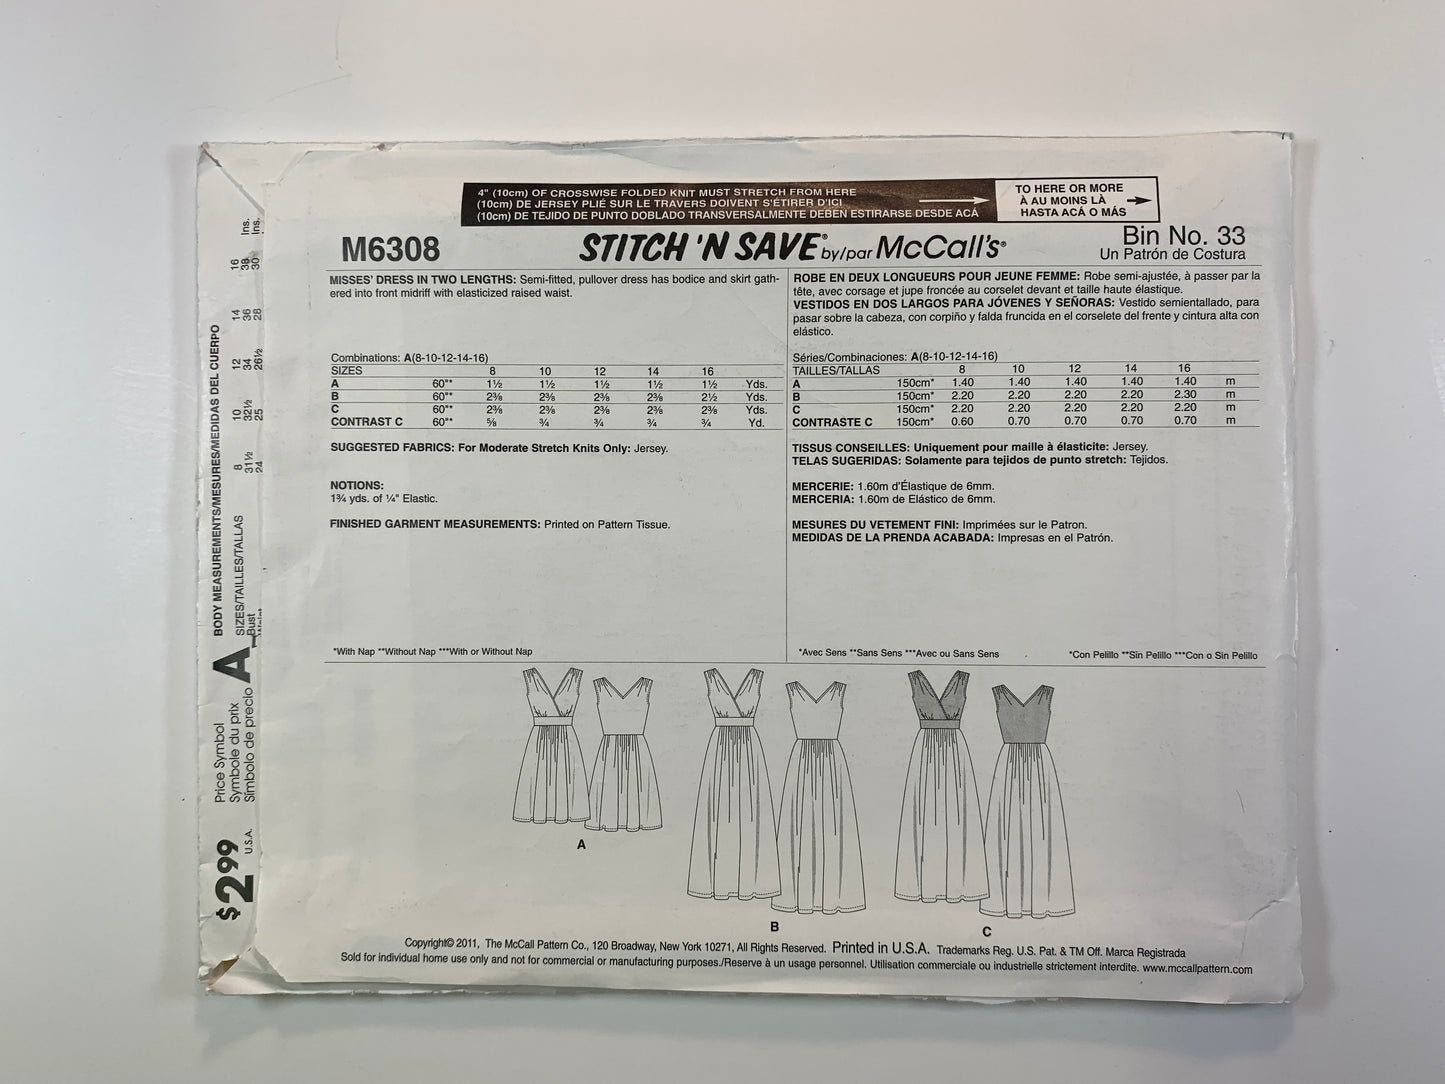 4" (10cm) OF CROSSWISE FOLDED KNIT MUST STRETCH FROM HERE
(10cm) DE JERSEY PLIÉ SUR LE TRAVERS DOIVENT S'ÉTIRER D'ICI
(10cm) DE TEJIDO DE PUNTO DOBLADO TRANSVERSALMENTE DEBEN ESTIRARSE DESDE ACÁ
TO HERE OR MORE
À AU MOINS LÀ
HASTA ACÁ O MÁS
M6308
STITCH 'N SAVE® by/par McCall's®
Bin No. 33
Un Patrón de Costura
MISSES' DRESS IN TWO LENGTHS: Semi-fitted, pullover dress has bodice and skirt gath-
ered into front midriff with elasticized raised waist.
Combinations: A(8-10-12-14-16)
SIZES 8 10 12 14 16
A 60"* 1½ 1½ 1½ 1½ 1½ Yds.
B 60"* 2⅜ 2⅜ 2⅜ 2⅜ 2½ Yds.
C 60"* 2⅜ 2⅜ 2⅜ 2⅜ 2⅜ Yds.
CONTRAST C 60"* ⅝ ¾ ¾ ¾ ¾ Yd.
SUGGESTED FABRICS: For Moderate Stretch Knits Only: Jersey.
NOTIONS:
1¾ yds. of ¼" Elastic.
FINISHED GARMENT MEASUREMENTS: Printed on Pattern Tissue.
*With Nap **Without Nap ***With or Without Nap
ROBE EN DEUX LONGUEURS POUR JEUNE FEMME: Robe semi-ajustée, à passer par la
tête, avec corsage et jupe froncée au corselet devant et taille haute élastique.
VESTIDOS EN DOS LARGOS PARA JÓVENES Y SEÑORAS: Vestido semientallado, para
pasar sobre la cabeza, con corpiño y falda fruncida en el corselete del frente y cintura alta con
elástico.
Séries/Combinaciones: A(8-10-12-14-16)
TAILLES/TALLAS 8 10 12 14 16
A 150cm* 1.40 1.40 1.40 1.40 1.40 m
B 150cm* 2.20 2.20 2.20 2.20 2.30 m
C 150cm* 2.20 2.20 2.20 2.20 2.20 m
CONTRASTE C 150cm* 0.60 0.70 0.70 0.70 0.70 m
TISSUS CONSEILLES: Uniquement pour maille à élasticite: Jersey.
TELAS SUGERIDAS: Solamente para tejidos de punto stretch: Tejidos.
MERCERIE: 1.60m d'Élastique de 6mm.
MERCERIA: 1.60m de Elástico de 6mm.
MESURES DU VETEMENT FINI: Imprimées sur le Patron.
MEDIDAS DE LA PRENDA ACABADA: Impresas en el Patrón.
*Avec Sens **Sans Sens ***Avec ou Sans Sens
*Con Pelillo **Sin Pelillo ***Con o Sin Pelillo
A
B
C
Copyright© 2011, The McCall Pattern Co., 120 Broadway, New York 10271, All Rights Reserved. Printed in U.S.A. Trademarks Reg. U.S. Pat. & TM Off. Marca Registrada
Sold for individual home use only and not for commercial or manufacturing purposes./Reserve à un usage personnel. Utilisation commerciale ou industrielle strictement interdite. www.mccallpattern.com
BODY MEASUREMENTS/MESURES/MEDIDAS DEL CUERPO
SIZES/TAILLES/TALLAS 8 10 12 14 16
Bust 31½ 32½ 34 36 38 Ins.
24 25 26½ 28 30 Ins.
Price Symbol
Symbole du prix
Símbolo de precio
A
$2.99 U.S.A.